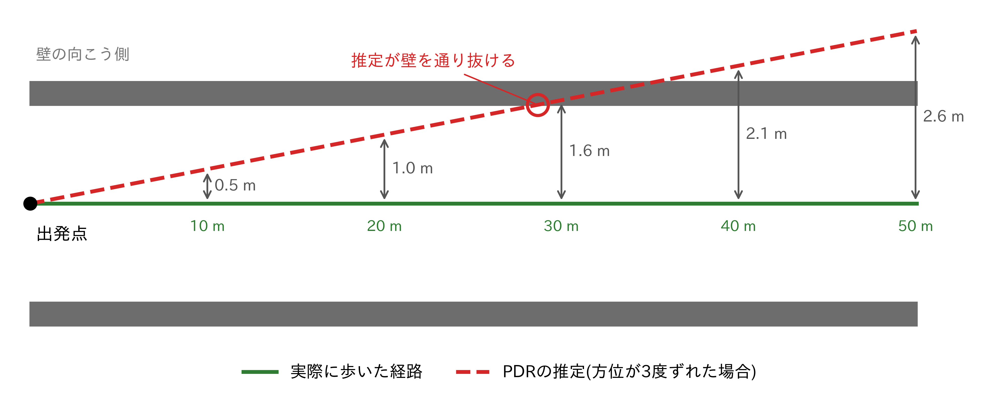 壁の向こう側
推定が壁を通り抜ける
2.6 m
2.1 m
1.6 m
1.0 m
0.5 m
出発点
10 m
20 m
30 m
40 m
50 m
実際に歩いた経路
PDRの推定(方位が3度ずれた場合)